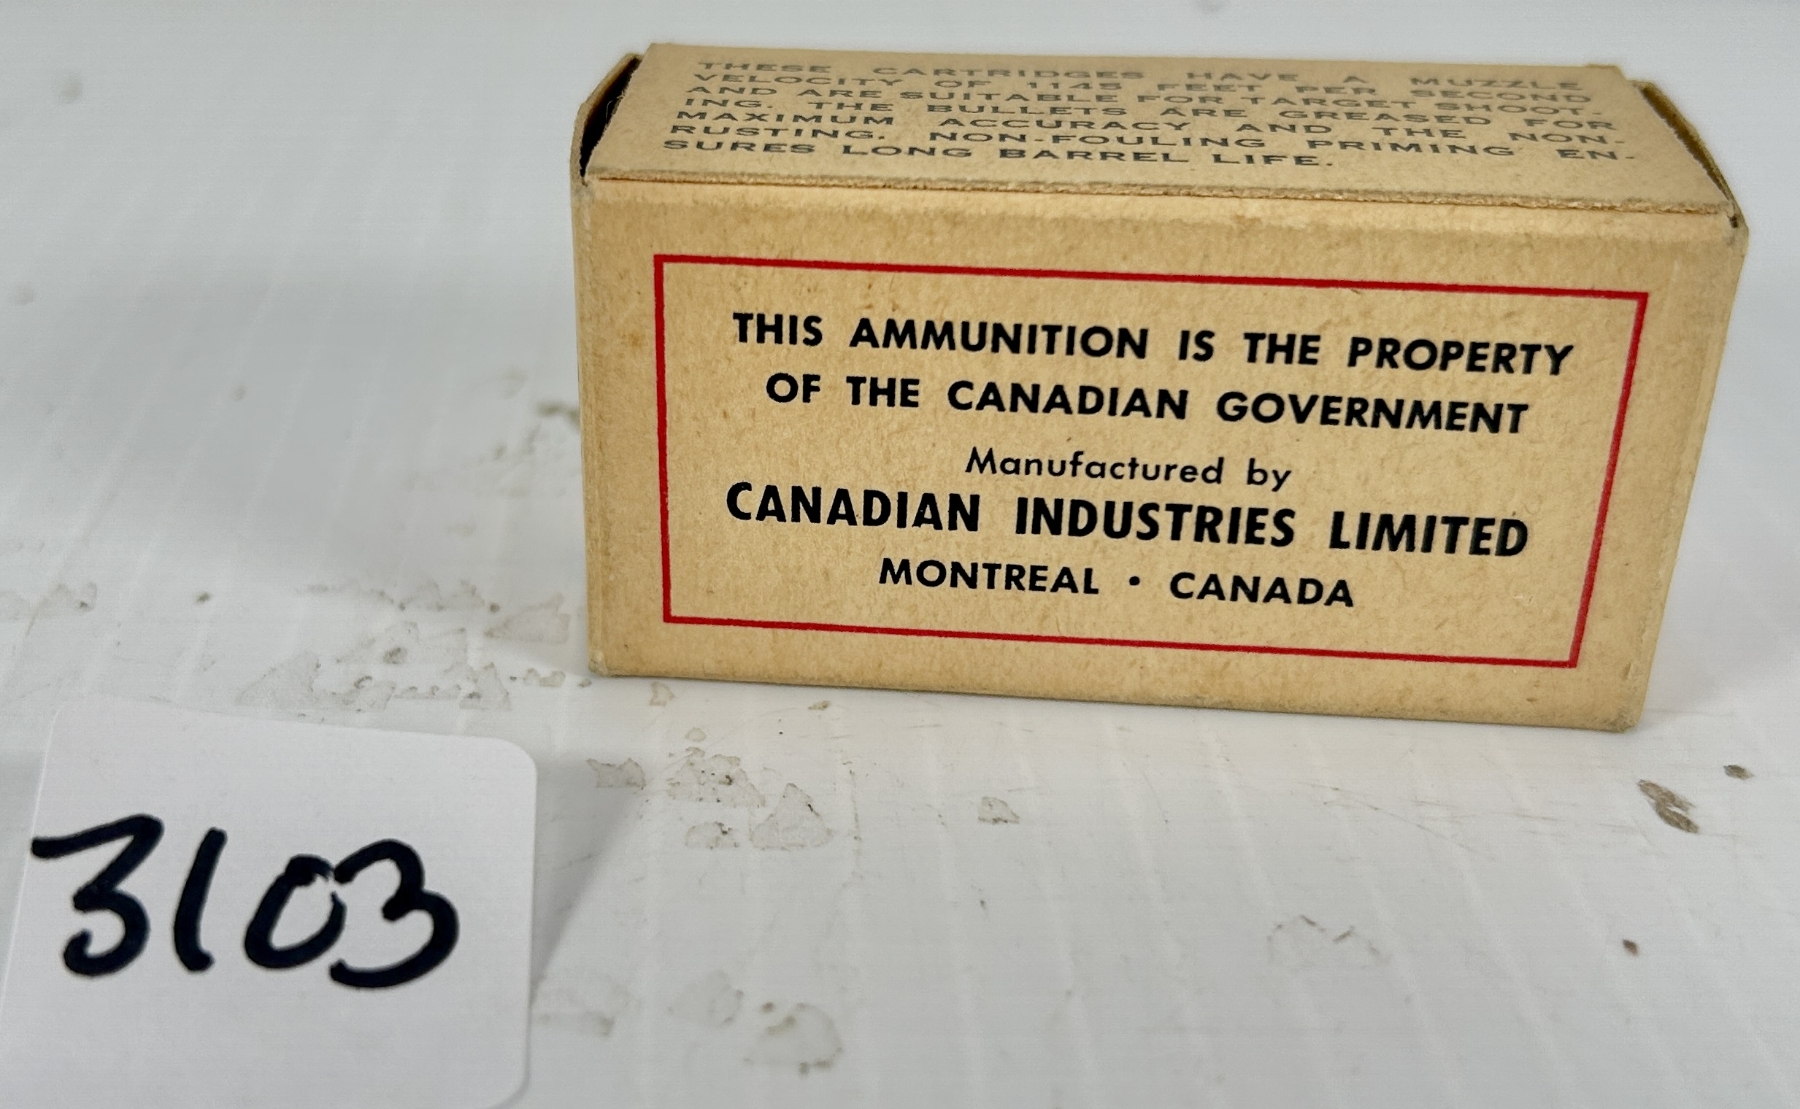 THESE CARTRIDGES HAVE A MUZZLE
VELOCITY OF 1145 FEET PER SECOND
AND ARE SUITABLE FOR TARGET SHOOT-
ING. THE BULLETS ARE GREASED FOR
MAXIMUM ACCURACY AND THE NON-
RUSTING, NON-FOULING PRIMING EN-
SURES LONG BARREL LIFE.
THIS AMMUNITION IS THE PROPERTY
OF THE CANADIAN GOVERNMENT
Manufactured by
CANADIAN INDUSTRIES LIMITED
MONTREAL • CANADA
3103